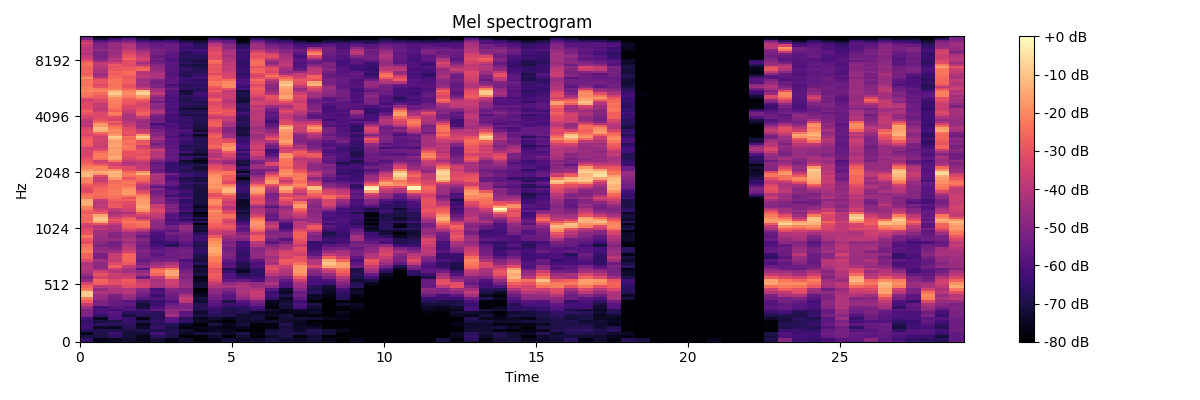 Mel spectrogram
Hz
8192
4096
2048
1024
512
0
0 5 10 15 20 25
Time
+0 dB
-10 dB
-20 dB
-30 dB
-40 dB
-50 dB
-60 dB
-70 dB
-80 dB